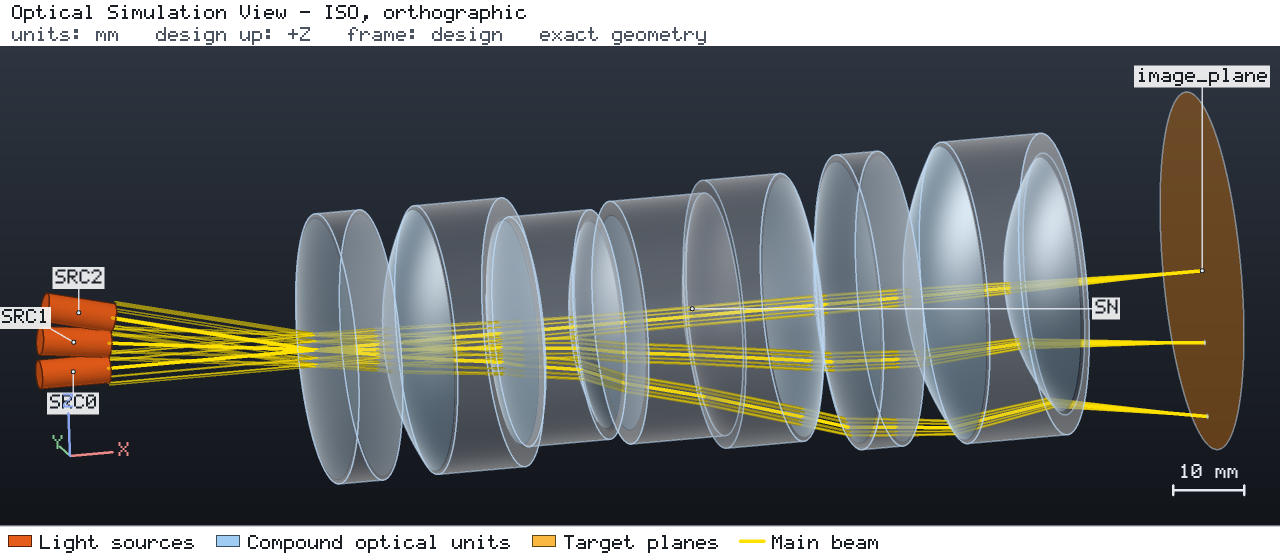 Optical Simulation View - ISO, orthographic
units: mm   design up: +Z   frame: design   exact geometry
image_plane
SRC2
SRC1
SN
SRC0
Z
Y
X
10 mm
Light sources
Compound optical units
Target planes
Main beam